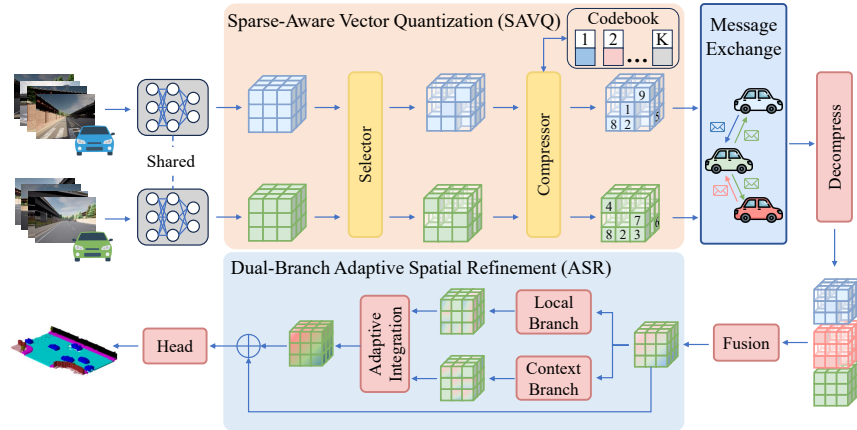 Sparse-Aware Vector Quantization (SAVQ)
Codebook
1 2 ... K
Message
Exchange
Shared
Selector
Compressor
9
1
5
8 2
4
7
6
8 2 3
Decompress
Dual-Branch Adaptive Spatial Refinement (ASR)
Local
Branch
Context
Branch
Adaptive
Integration
Head
Fusion